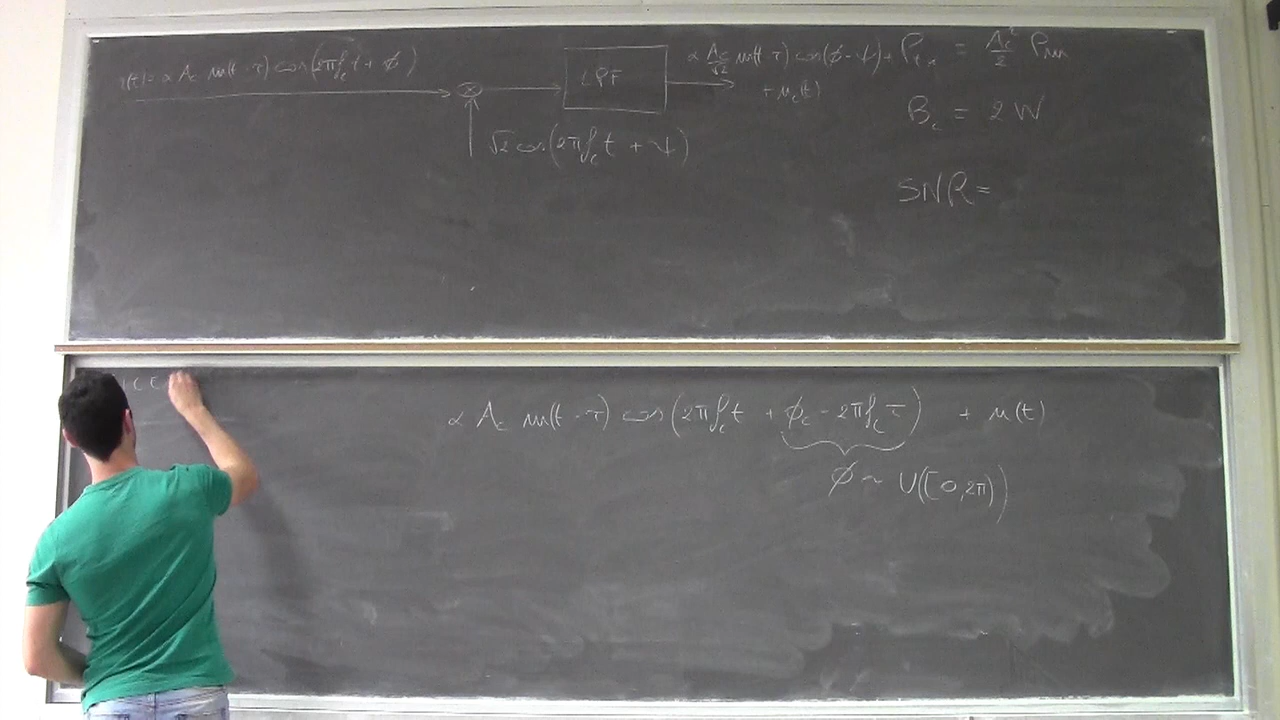 r(t) = α A_c m(t - τ) cos(2πf_c t + φ)
LPF
α A_c/√2 m(t - τ) cos(φ - ψ) +
+ n_c(t)
√2 cos(2πf_c t + ψ)
P_tx = A_c²/2 P_m
B_c = 2W
SNR =
α A_c m(t - τ) cos(2πf_c t + φ_c - 2πf_c τ) + n(t)
φ ~ U([0, 2π))